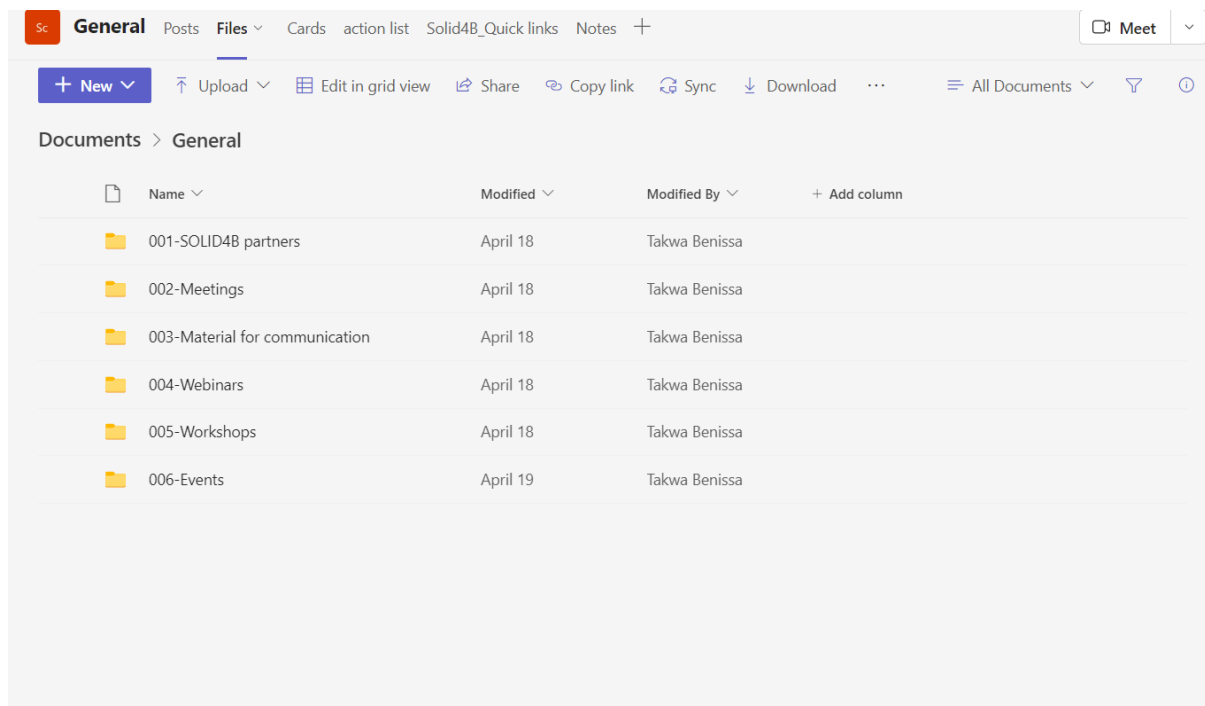 Sc General Posts Files Cards action list Solid4B_Quick links Notes Meet
New Upload Edit in grid view Share Copy link Sync Download ... All Documents
Documents > General
Name Modified Modified By + Add column
001-SOLID4B partners April 18 Takwa Benissa
002-Meetings April 18 Takwa Benissa
003-Material for communication April 18 Takwa Benissa
004-Webinars April 18 Takwa Benissa
005-Workshops April 18 Takwa Benissa
006-Events April 19 Takwa Benissa